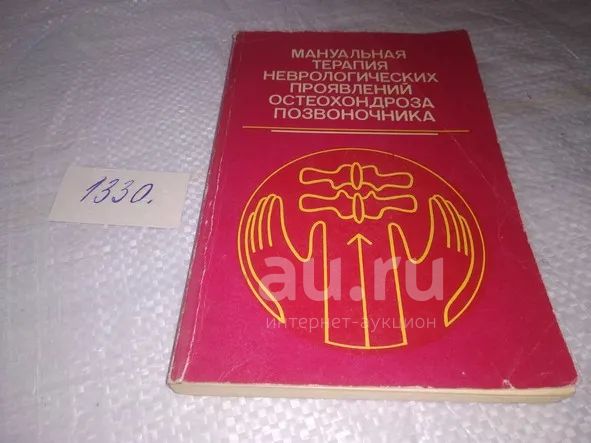 МАНУАЛЬНАЯ
ТЕРАПИЯ
НЕВРОЛОГИЧЕСКИХ
ПРОЯВЛЕНИЙ
ОСТЕОХОНДРОЗА
ПОЗВОНОЧНИКА
1330.
au.ru
интернет-аукцион